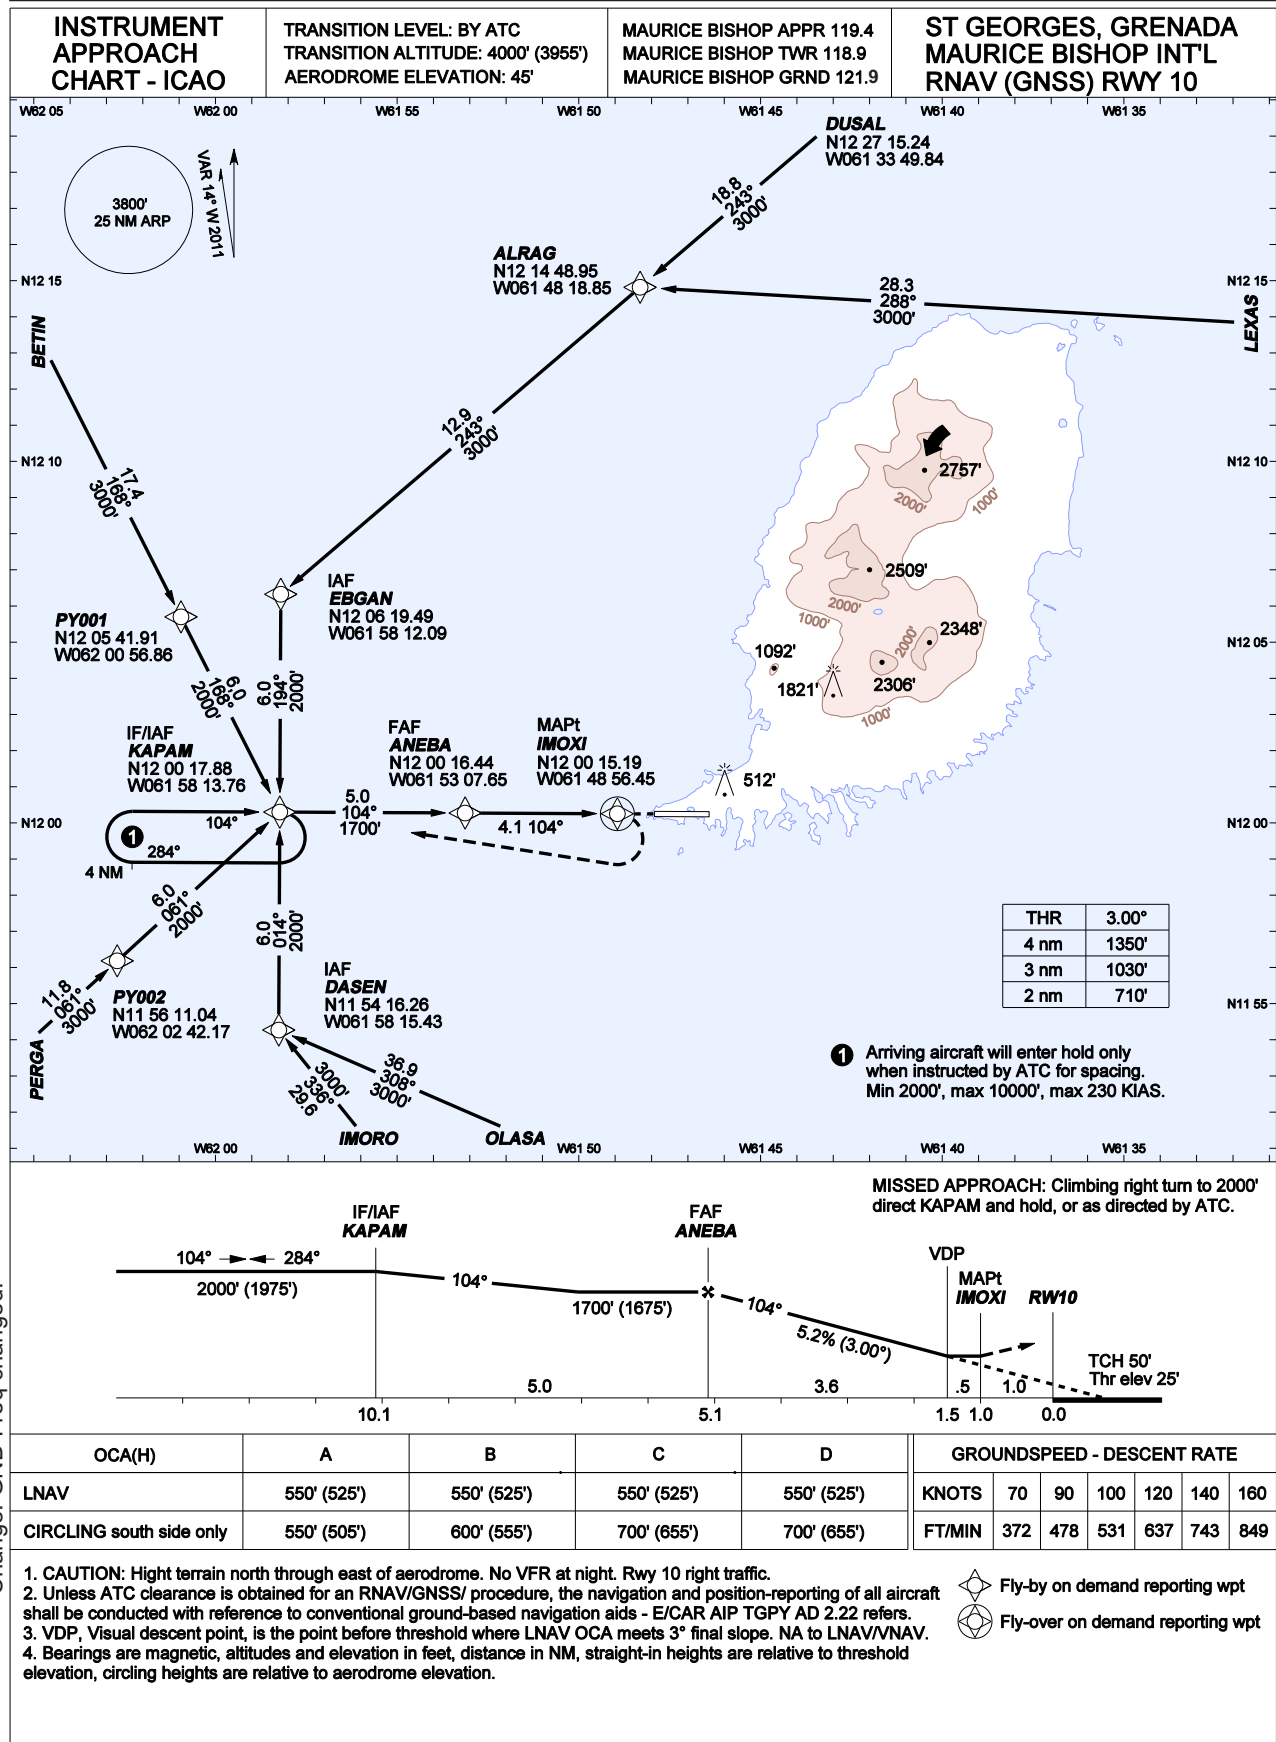 INSTRUMENT
APPROACH
CHART - ICAO
TRANSITION LEVEL: BY ATC
TRANSITION ALTITUDE: 4000' (3955')
AERODROME ELEVATION: 45'
MAURICE BISHOP APPR 119.4
MAURICE BISHOP TWR 118.9
MAURICE BISHOP GRND 121.9
ST GEORGES, GRENADA
MAURICE BISHOP INT'L
RNAV (GNSS) RWY 10
W62 05
W62 00
W61 55
W61 50
W61 45
W61 40
W61 35
3800'
25 NM ARP
VAR 14° W 2011
DUSAL
N12 27 15.24
W061 33 49.84
18.8
243°
3000'
ALRAG
N12 14 48.95
W061 48 18.85
N12 15
N12 15
28.3
288°
3000'
LEXAS
BETIN
12.9
243°
3000'
N12 10
N12 10
17.4
168°
3000'
2757'
2000'
1000'
2509'
2000'
1000'
IAF
EBGAN
N12 06 19.49
W061 58 12.09
PY001
N12 05 41.91
W062 00 56.86
2348'
2000'
N12 05
1092'
1821'
2306'
1000'
6.0
168°
2000'
6.0
194°
2000'
IF/IAF
KAPAM
N12 00 17.88
W061 58 13.76
FAF
ANEBA
N12 00 16.44
W061 53 07.65
MAPt
IMOXI
N12 00 15.19
W061 48 56.45
512'
5.0
104°
1700'
4.1 104°
104°
1
284°
4 NM
N12 00
N12 00
6.0
061°
2000'
6.0
014°
2000'
THR 3.00°
4 nm 1350'
3 nm 1030'
2 nm 710'
IAF
DASEN
N11 54 16.26
W061 58 15.43
PY002
N11 56 11.04
W062 02 42.17
11.8
061°
3000'
PERGA
N11 55
36.9
308°
3000'
3000'
336°
29.6
IMORO
OLASA
1 Arriving aircraft will enter hold only
when instructed by ATC for spacing.
Min 2000', max 10000', max 230 KIAS.
W62 00
W61 50
W61 45
W61 40
W61 35
MISSED APPROACH: Climbing right turn to 2000'
direct KAPAM and hold, or as directed by ATC.
IF/IAF
KAPAM
FAF
ANEBA
VDP
MAPt
IMOXI
RW10
104° 284°
2000' (1975')
104°
1700' (1675')
104°
5.2% (3.00°)
TCH 50'
Thr elev 25'
5.0 3.6 .5 1.0
10.1 5.1 1.5 1.0 0.0
OCA(H) A B C D
LNAV 550' (525') 550' (525') 550' (525') 550' (525')
CIRCLING south side only 550' (505') 600' (555') 700' (655') 700' (655')
GROUNDSPEED - DESCENT RATE
KNOTS 70 90 100 120 140 160
FT/MIN 372 478 531 637 743 849
1. CAUTION: Hight terrain north through east of aerodrome. No VFR at night. Rwy 10 right traffic.
2. Unless ATC clearance is obtained for an RNAV/GNSS/ procedure, the navigation and position-reporting of all aircraft
shall be conducted with reference to conventional ground-based navigation aids - E/CAR AIP TGPY AD 2.22 refers.
3. VDP, Visual descent point, is the point before threshold where LNAV OCA meets 3° final slope. NA to LNAV/VNAV.
4. Bearings are magnetic, altitudes and elevation in feet, distance in NM, straight-in heights are relative to threshold
elevation, circling heights are relative to aerodrome elevation.
Fly-by on demand reporting wpt
Fly-over on demand reporting wpt